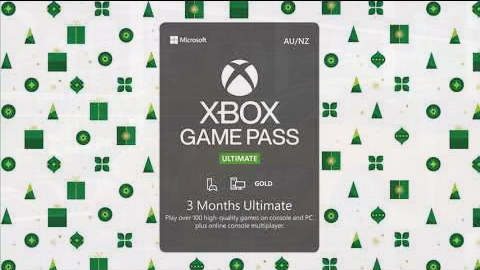 Microsoft
AU/NZ
XBOX
GAME PASS
ULTIMATE
GOLD
3 Months Ultimate
Play over 100 high-quality games on console and PC
plus online console multiplayer.